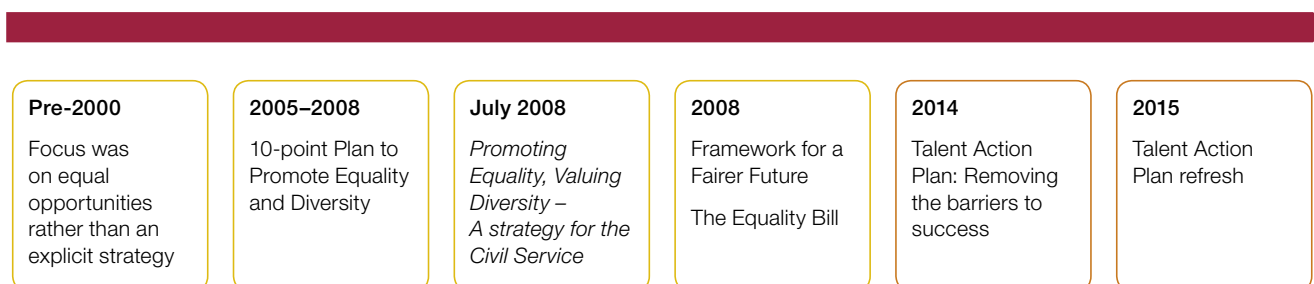 Pre-2000
Focus was
on equal
opportunities
rather than an
explicit strategy
2005–2008
10-point Plan to
Promote Equality
and Diversity
July 2008
Promoting
Equality, Valuing
Diversity –
A strategy for the
Civil Service
2008
Framework for a
Fairer Future
The Equality Bill
2014
Talent Action
Plan: Removing
the barriers to
success
2015
Talent Action
Plan refresh